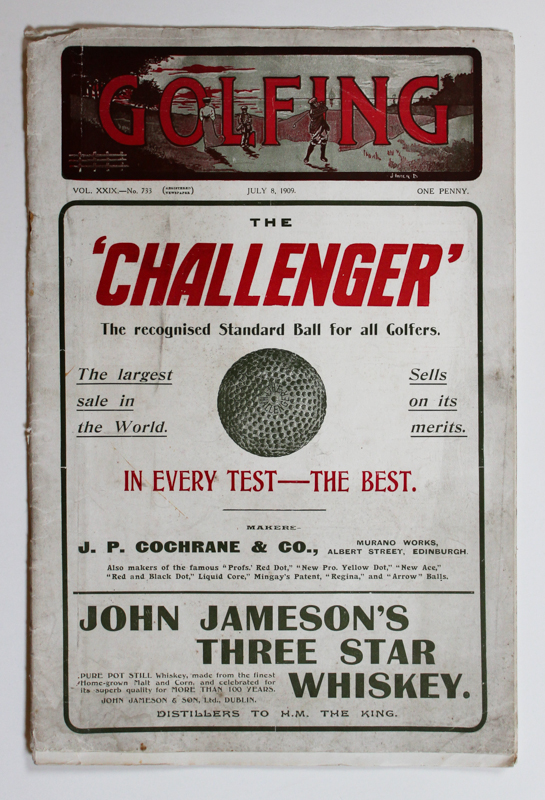 GOLFING
VOL. XXIX.—No. 733 (REGISTERED NEWSPAPER) JULY 8, 1909. ONE PENNY.
THE
'CHALLENGER'
The recognised Standard Ball for all Golfers.
The largest
sale in
the World.
Sells
on its
merits.
IN EVERY TEST—THE BEST.
MAKERS—
J. P. COCHRANE & CO., MURANO WORKS,
ALBERT STREET, EDINBURGH.
Also makers of the famous "Profs.' Red Dot," "New Pro. Yellow Dot," "New Ace,"
"Red and Black Dot," Liquid Core," Mingay's Patent, "Regina," and "Arrow" Balls.
JOHN JAMESON'S
THREE STAR
WHISKEY.
PURE POT STILL Whiskey, made from the finest
Home-grown Malt and Corn, and celebrated for
its superb quality for MORE THAN 100 YEARS.
JOHN JAMESON & SON, Ltd., DUBLIN.
DISTILLERS TO H.M. THE KING.